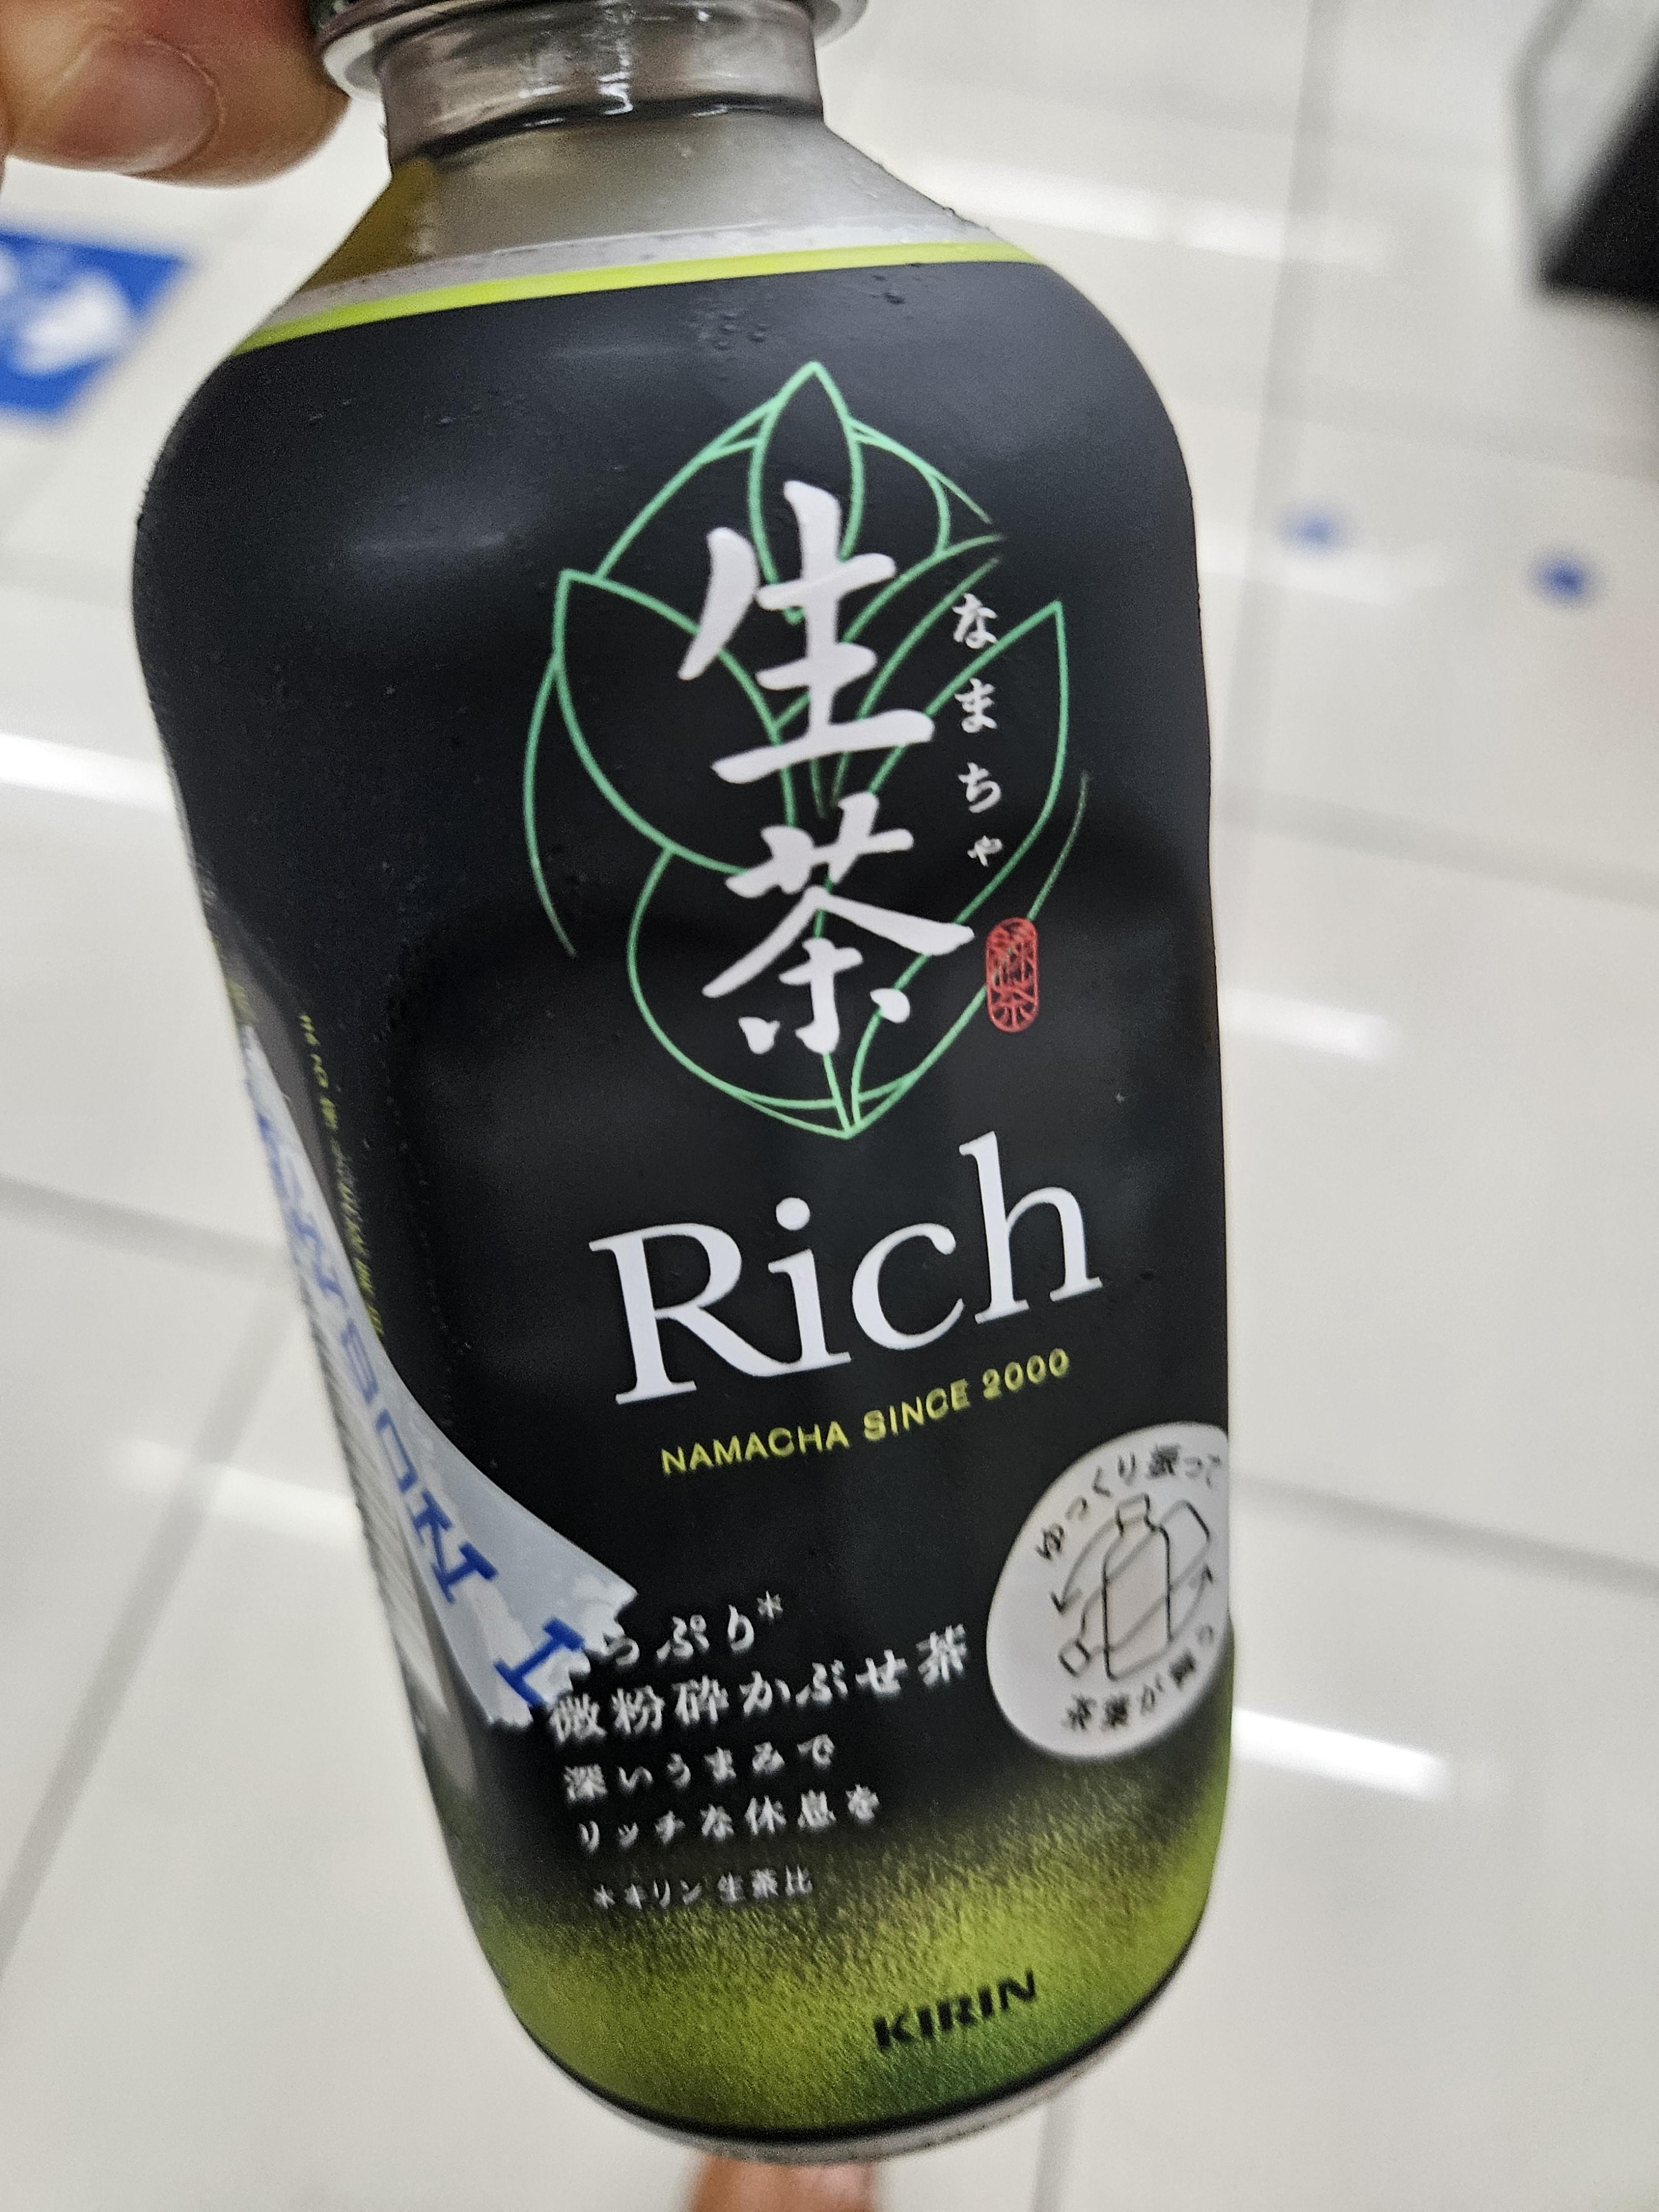 生茶
なまちゃ
Rich
NAMACHA SINCE 2000
ゆっくり振って
茶葉が
っぷり*
微粉砕かぶせ茶
深いうまみで
リッチな休息を
*キリン 生茶比
KIRIN